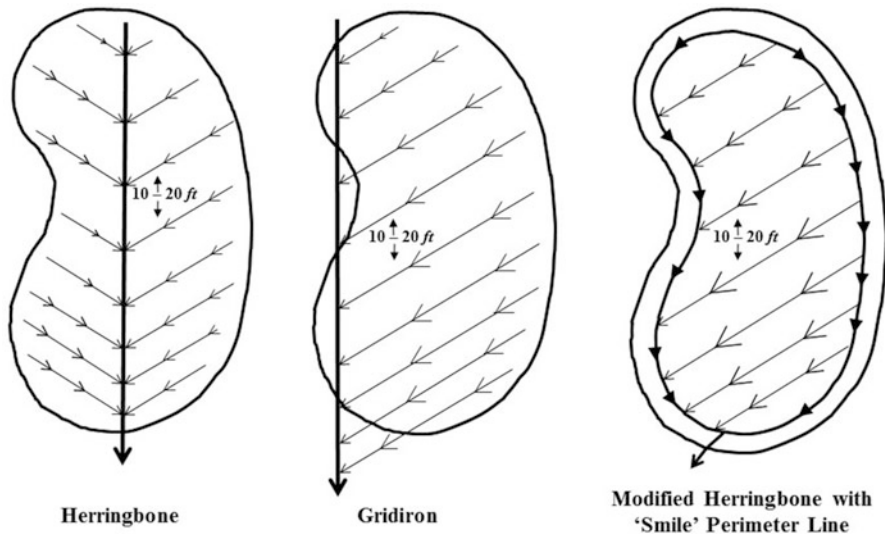 10 – 20 ft
10 – 20 ft
10 – 20 ft
Herringbone
Gridiron
Modified Herringbone with
‘Smile’ Perimeter Line